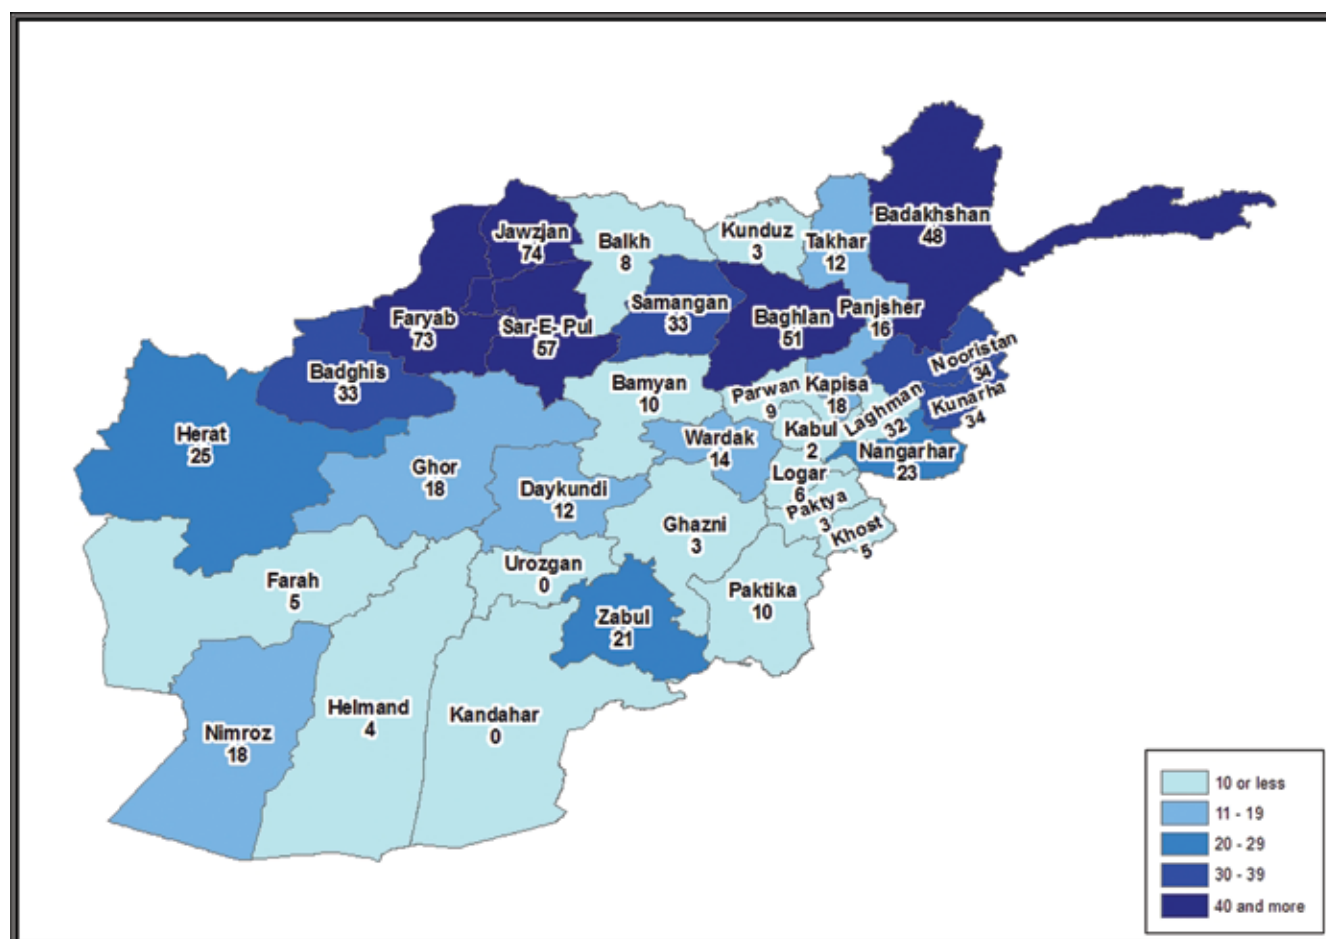 Badakhshan
48
Jawzjan
74
Balkh
8
Kunduz
3
Takhar
12
Samangan
33
Baghlan
51
Panjsher
16
Faryab
73
Sar-E- Pul
57
Nooristan
34
Badghis
33
Bamyan
10
Parwan
9
Kapisa
18
Laghman
32
Kunarha
34
Herat
25
Ghor
18
Wardak
14
Kabul
2
Nangarhar
23
Daykundi
12
Logar
6
Paktya
3
Khost
5
Ghazni
3
Urozgan
0
Farah
5
Zabul
21
Paktika
10
Nimroz
18
Helmand
4
Kandahar
0
10 or less
11 - 19
20 - 29
30 - 39
40 and more